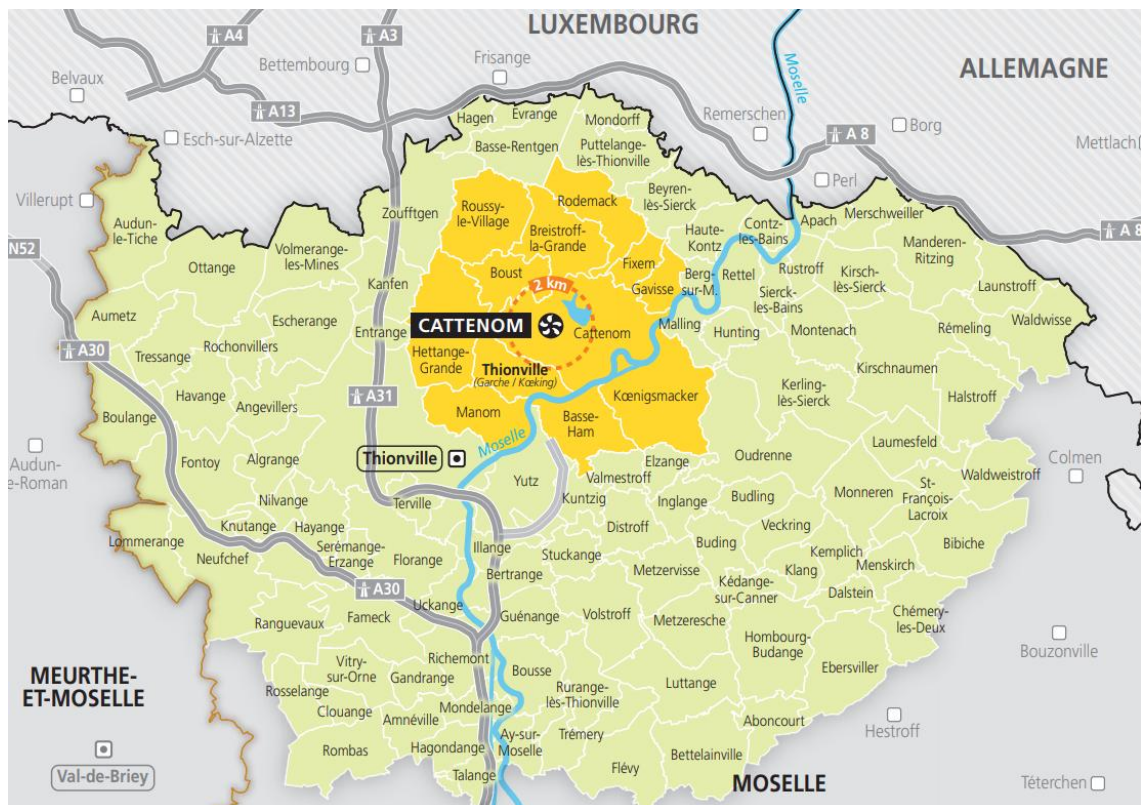 LUXEMBOURG
ALLEMAGNE
A4
A3
Bettembourg
Frisange
Moselle
Belvaux
A13
Esch-sur-Alzette
Hagen
Evrange
Mondorff
Remerschen
A 8
Borg
Mettlach
Basse-Rentgen
Puttelange-
lès-Thionville
Perl
Villerupt
Audun-
le-Tiche
Zoufftgen
Roussy-
le-Village
Rodemack
Beyren-
lès-Sierck
Contz-
les-Bains
Apach
Merschweiller
A 8
N52
Ottange
Volmerange-
les-Mines
Breistroff-
la-Grande
Haute-
Kontz
Manderen-
Ritzing
Kanfen
Boust
Fixem
Berg-
sur-M.
Rettel
Rustroff
Kirsch-
lès-Sierck
Launstroff
2 km
Gavisse
Sierck-
les-Bains
Aumetz
Escherange
Entrange
CATTENOM
Cattenom
Malling
Hunting
Montenach
Rémeling
Waldwisse
A30
Tressange
Rochonvillers
Hettange-
Grande
Thionville
(Garche / Kœking)
Kirschnaumen
Havange
Angevillers
A31
Kœnigsmacker
Kerling-
lès-Sierck
Halstroff
Boulange
Manom
Basse-
Ham
Audun-
le-Roman
Fontoy
Algrange
Thionville
Moselle
Elzange
Oudrenne
Laumesfeld
Colmen
Valmestroff
Waldweistroff
Nilvange
Terville
Yutz
Kuntzig
Inglange
Budling
Monneren
St-
François-
Lacroix
Lommerange
Knutange
Hayange
Distroff
Veckring
Neufchef
Serémange-
Erzange
Florange
Illange
Stuckange
Buding
Kemplich
Menskirch
Bibiche
A30
Bertrange
Metzervisse
Klang
Uckange
Kédange-
sur-Canner
Dalstein
Ranguevaux
Fameck
Guénange
Volstroff
Metzeresche
Chémery-
les-Deux
Hombourg-
Budange
MEURTHE-
ET-MOSELLE
Vitry-
sur-Orne
Richemont
Gandrange
Bousse
Ebersviller
Bouzonville
Rosselange
Rurange-
lès-Thionville
Luttange
Clouange
Amnéville
Mondelange
Aboncourt
Hestroff
Val-de-Briey
Rombas
Hagondange
Ay-sur-
Moselle
Trémery
Bettelainville
Talange
Flévy
MOSELLE
Téterchen